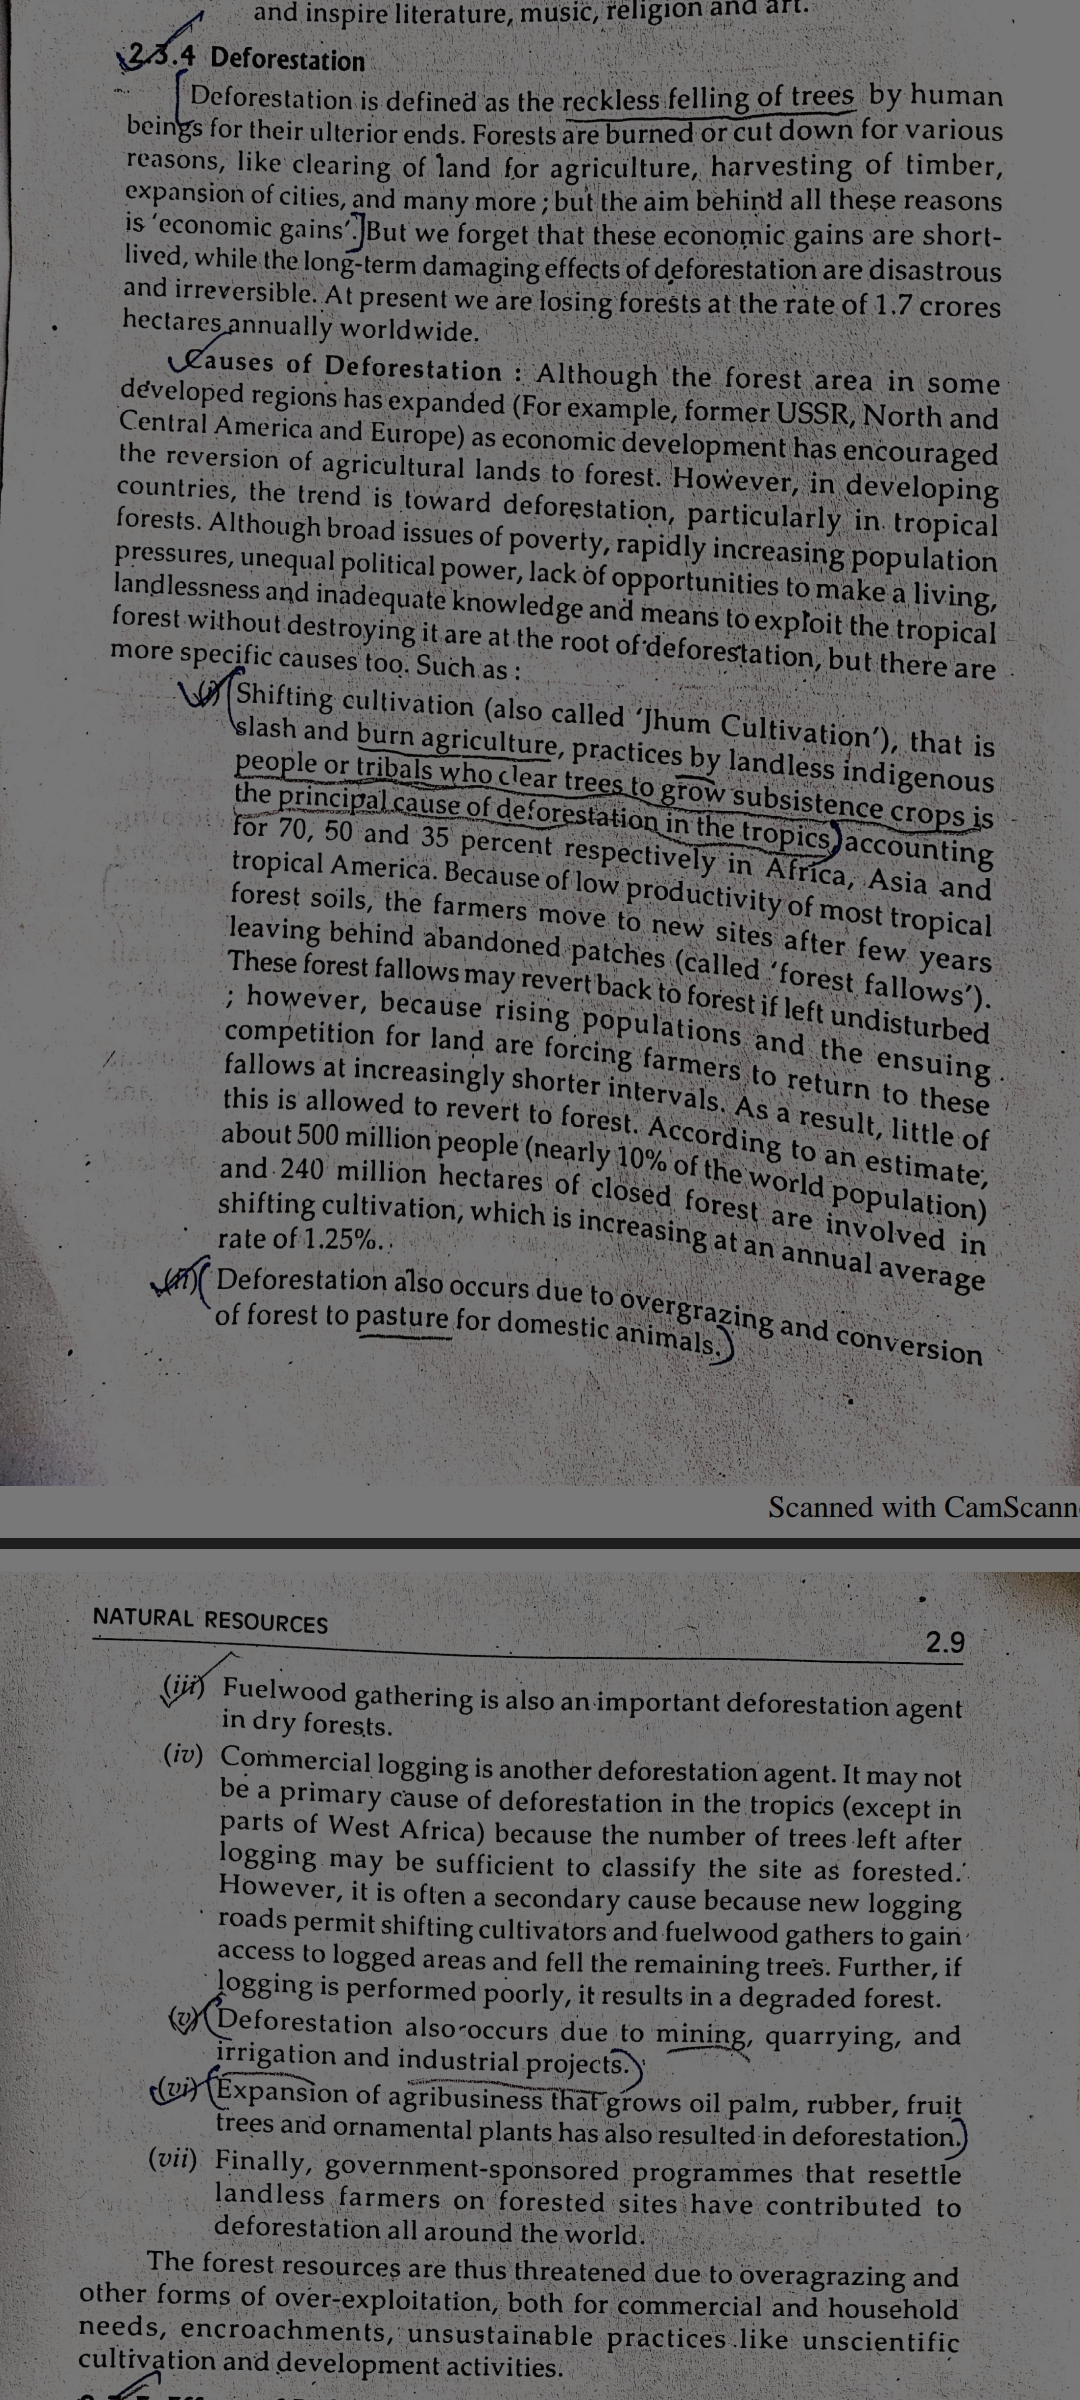 and inspire literature, music, religion and art.
2.3.4 Deforestation
Deforestation is defined as the reckless felling of trees by human
beings for their ulterior ends. Forests are burned or cut down for various
reasons, like clearing of land for agriculture, harvesting of timber,
expansion of cities, and many more ; but the aim behind all these reasons
is ‘economic gains’. But we forget that these economic gains are short-
lived, while the long-term damaging effects of deforestation are disastrous
and irreversible. At present we are losing forests at the rate of 1.7 crores
hectares annually worldwide.
Causes of Deforestation : Although the forest area in some
developed regions has expanded (For example, former USSR, North and
Central America and Europe) as economic development has encouraged
the reversion of agricultural lands to forest. However, in developing
countries, the trend is toward deforestation, particularly in tropical
forests. Although broad issues of poverty, rapidly increasing population
pressures, unequal political power, lack of opportunities to make a living,
landlessness and inadequate knowledge and means to exploit the tropical
forest without destroying it are at the root of deforestation, but there are
more specific causes too. Such as :
(i) Shifting cultivation (also called ‘Jhum Cultivation’), that is
slash and burn agriculture, practices by landless indigenous
people or tribals who clear trees to grow subsistence crops is
the principal cause of deforestation in the tropics, accounting
for 70, 50 and 35 percent respectively in Africa, Asia and
tropical America. Because of low productivity of most tropical
forest soils, the farmers move to new sites after few years
leaving behind abandoned patches (called ‘forest fallows’).
These forest fallows may revert back to forest if left undisturbed
; however, because rising populations and the ensuing
competition for land are forcing farmers to return to these
fallows at increasingly shorter intervals. As a result, little of
this is allowed to revert to forest. According to an estimate,
about 500 million people (nearly 10% of the world population)
and 240 million hectares of closed forest are involved in
shifting cultivation, which is increasing at an annual average
rate of 1.25%.
(ii) Deforestation also occurs due to overgrazing and conversion
of forest to pasture for domestic animals.
Scanned with CamScann
NATURAL RESOURCES
2.9
(iii) Fuelwood gathering is also an important deforestation agent
in dry forests.
(iv) Commercial logging is another deforestation agent. It may not
be a primary cause of deforestation in the tropics (except in
parts of West Africa) because the number of trees left after
logging may be sufficient to classify the site as forested.
However, it is often a secondary cause because new logging
roads permit shifting cultivators and fuelwood gathers to gain
access to logged areas and fell the remaining trees. Further, if
logging is performed poorly, it results in a degraded forest.
(v) Deforestation also occurs due to mining, quarrying, and
irrigation and industrial projects.
(vi) Expansion of agribusiness that grows oil palm, rubber, fruit
trees and ornamental plants has also resulted in deforestation.
(vii) Finally, government-sponsored programmes that resettle
landless farmers on forested sites have contributed to
deforestation all around the world.
The forest resources are thus threatened due to overagrazing and
other forms of over-exploitation, both for commercial and household
needs, encroachments, unsustainable practices like unscientific
cultivation and development activities.